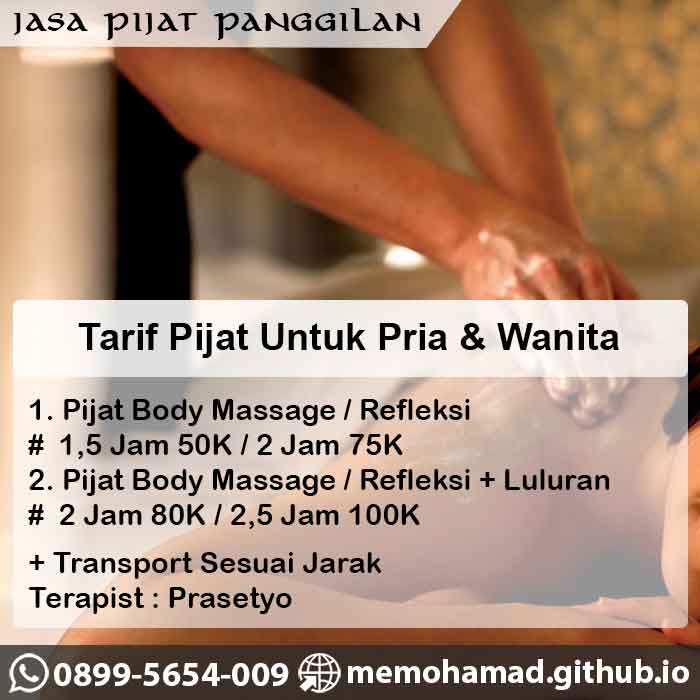 JASA PIJAT PANGGILAN
Tarif Pijat Untuk Pria & Wanita
1. Pijat Body Massage / Refleksi
# 1,5 Jam 50K / 2 Jam 75K
2. Pijat Body Massage / Refleksi + Luluran
# 2 Jam 80K / 2,5 Jam 100K
+ Transport Sesuai Jarak
Terapist : Prasetyo
0899-5654-009 memohamad.github.io